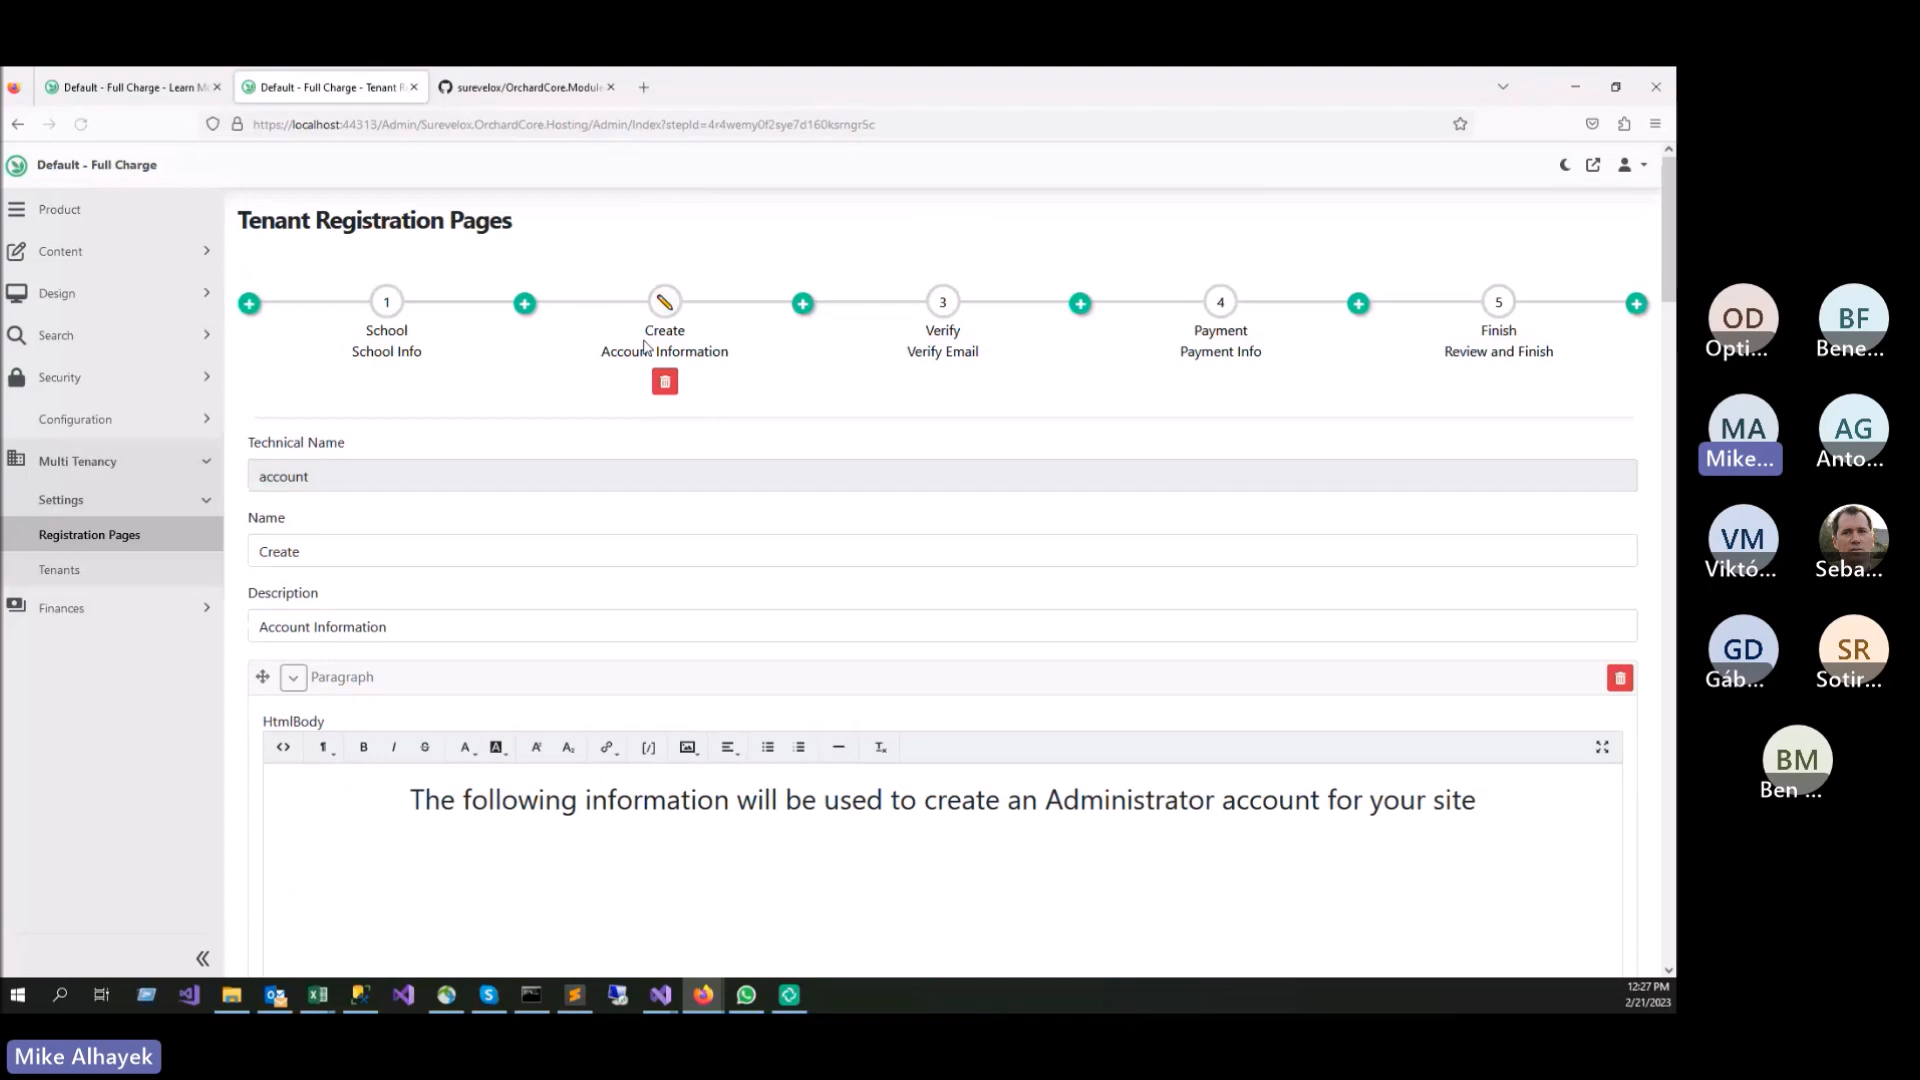 Default - Full Charge - Learn M
Default - Full Charge - Tenant R
surevelox/OrchardCore.Module
https://localhost:44313/Admin/Surevelox.OrchardCore.Hosting/Admin/Index?stepId=4r4wemy0f2sye7d160ksrngr5c
Default - Full Charge
Product
Content
Design
Search
Security
Configuration
Multi Tenancy
Settings
Registration Pages
Tenants
Finances
Tenant Registration Pages
1
3
4
5
School
Create
Verify
Payment
Finish
School Info
Account Information
Verify Email
Payment Info
Review and Finish
Technical Name
account
Name
Create
Description
Account Information
Paragraph
HtmlBody
The following information will be used to create an Administrator account for your site
12:27 PM
2/21/2023
OD
Opti...
BF
Bene...
MA
Mike...
AG
Anto...
VM
Viktó...
Seba...
GD
Gáb...
SR
Sotir...
BM
Ben ...
Mike Alhayek